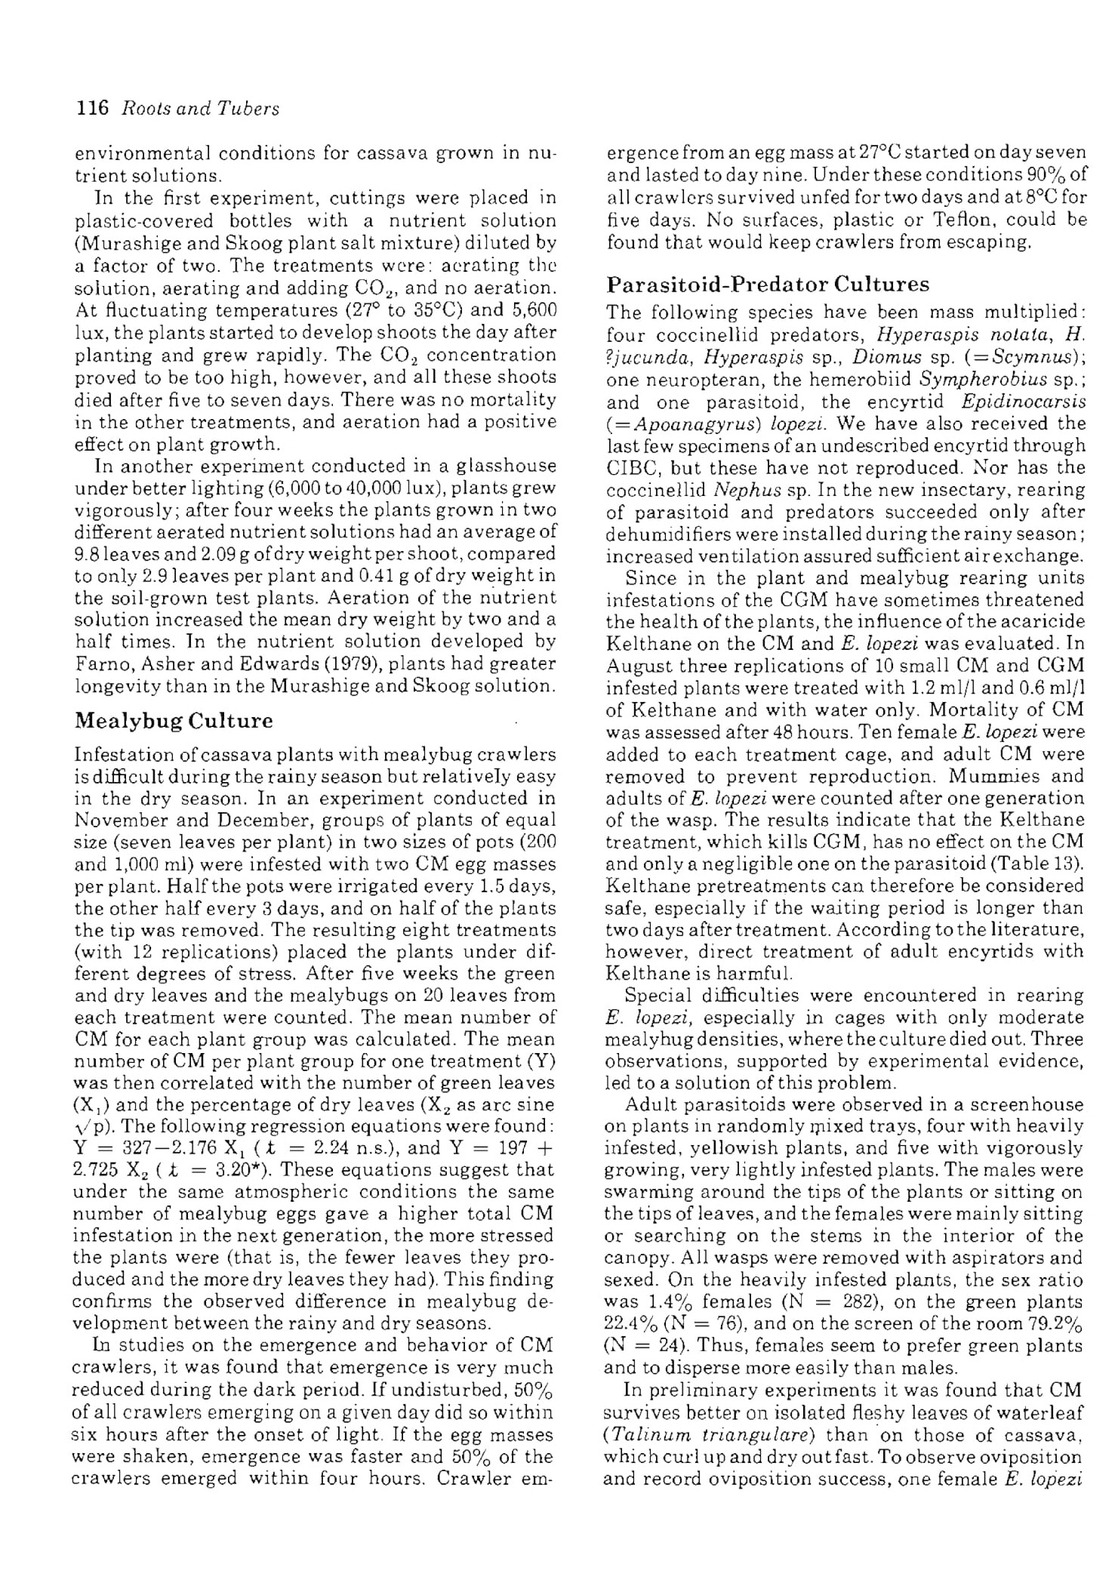 116 Roots and Tubers
environmental conditions for cassava grown in nu-
trient solutions.
In the first experiment, cuttings were placed in
plastic-covered bottles with a nutrient solution
(Murashige and Skoog plant salt mixture) diluted by
a factor of two. The treatments were: aerating the
solution, aerating and adding CO₂, and no aeration.
At fluctuating temperatures (27° to 35°C) and 5,600
lux, the plants started to develop shoots the day after
planting and grew rapidly. The CO₂ concentration
proved to be too high, however, and all these shoots
died after five to seven days. There was no mortality
in the other treatments, and aeration had a positive
effect on plant growth.
In another experiment conducted in a glasshouse
under better lighting (6,000 to 40,000 lux), plants grew
vigorously; after four weeks the plants grown in two
different aerated nutrient solutions had an average of
9.8 leaves and 2.09 g of dry weight per shoot, compared
to only 2.9 leaves per plant and 0.41 g of dry weight in
the soil-grown test plants. Aeration of the nutrient
solution increased the mean dry weight by two and a
half times. In the nutrient solution developed by
Farno, Asher and Edwards (1979), plants had greater
longevity than in the Murashige and Skoog solution.
Mealybug Culture
Infestation of cassava plants with mealybug crawlers
is difficult during the rainy season but relatively easy
in the dry season. In an experiment conducted in
November and December, groups of plants of equal
size (seven leaves per plant) in two sizes of pots (200
and 1,000 ml) were infested with two CM egg masses
per plant. Half the pots were irrigated every 1.5 days,
the other half every 3 days, and on half of the plants
the tip was removed. The resulting eight treatments
(with 12 replications) placed the plants under dif-
ferent degrees of stress. After five weeks the green
and dry leaves and the mealybugs on 20 leaves from
each treatment were counted. The mean number of
CM for each plant group was calculated. The mean
number of CM per plant group for one treatment (Y)
was then correlated with the number of green leaves
(X₁) and the percentage of dry leaves (X₂ as arc sine
√p). The following regression equations were found:
Y = 327−2.176 X₁ (t = 2.24 n.s.), and Y = 197 +
2.725 X₂ (t = 3.20*). These equations suggest that
under the same atmospheric conditions the same
number of mealybug eggs gave a higher total CM
infestation in the next generation, the more stressed
the plants were (that is, the fewer leaves they pro-
duced and the more dry leaves they had). This finding
confirms the observed difference in mealybug de-
velopment between the rainy and dry seasons.
In studies on the emergence and behavior of CM
crawlers, it was found that emergence is very much
reduced during the dark period. If undisturbed, 50%
of all crawlers emerging on a given day did so within
six hours after the onset of light. If the egg masses
were shaken, emergence was faster and 50% of the
crawlers emerged within four hours. Crawler em-
ergence from an egg mass at 27°C started on day seven
and lasted to day nine. Under these conditions 90% of
all crawlers survived unfed for two days and at 8°C for
five days. No surfaces, plastic or Teflon, could be
found that would keep crawlers from escaping.
Parasitoid-Predator Cultures
The following species have been mass multiplied:
four coccinellid predators, Hyperaspis notata, H.
?jucunda, Hyperaspis sp., Diomus sp. (=Scymnus);
one neuropteran, the hemerobiid Sympherobius sp.;
and one parasitoid, the encyrtid Epidinocarsis
(=Apoanagyrus) lopezi. We have also received the
last few specimens of an undescribed encyrtid through
CIBC, but these have not reproduced. Nor has the
coccinellid Nephus sp. In the new insectary, rearing
of parasitoid and predators succeeded only after
dehumidifiers were installed during the rainy season;
increased ventilation assured sufficient air exchange.
Since in the plant and mealybug rearing units
infestations of the CGM have sometimes threatened
the health of the plants, the influence of the acaricide
Kelthane on the CM and E. lopezi was evaluated. In
August three replications of 10 small CM and CGM
infested plants were treated with 1.2 ml/l and 0.6 ml/l
of Kelthane and with water only. Mortality of CM
was assessed after 48 hours. Ten female E. lopezi were
added to each treatment cage, and adult CM were
removed to prevent reproduction. Mummies and
adults of E. lopezi were counted after one generation
of the wasp. The results indicate that the Kelthane
treatment, which kills CGM, has no effect on the CM
and only a negligible one on the parasitoid (Table 13).
Kelthane pretreatments can therefore be considered
safe, especially if the waiting period is longer than
two days after treatment. According to the literature,
however, direct treatment of adult encyrtids with
Kelthane is harmful.
Special difficulties were encountered in rearing
E. lopezi, especially in cages with only moderate
mealybug densities, where the culture died out. Three
observations, supported by experimental evidence,
led to a solution of this problem.
Adult parasitoids were observed in a screenhouse
on plants in randomly mixed trays, four with heavily
infested, yellowish plants, and five with vigorously
growing, very lightly infested plants. The males were
swarming around the tips of the plants or sitting on
the tips of leaves, and the females were mainly sitting
or searching on the stems in the interior of the
canopy. All wasps were removed with aspirators and
sexed. On the heavily infested plants, the sex ratio
was 1.4% females (N = 282), on the green plants
22.4% (N = 76), and on the screen of the room 79.2%
(N = 24). Thus, females seem to prefer green plants
and to disperse more easily than males.
In preliminary experiments it was found that CM
survives better on isolated fleshy leaves of waterleaf
(Talinum triangulare) than on those of cassava,
which curl up and dry out fast. To observe oviposition
and record oviposition success, one female E. lopezi